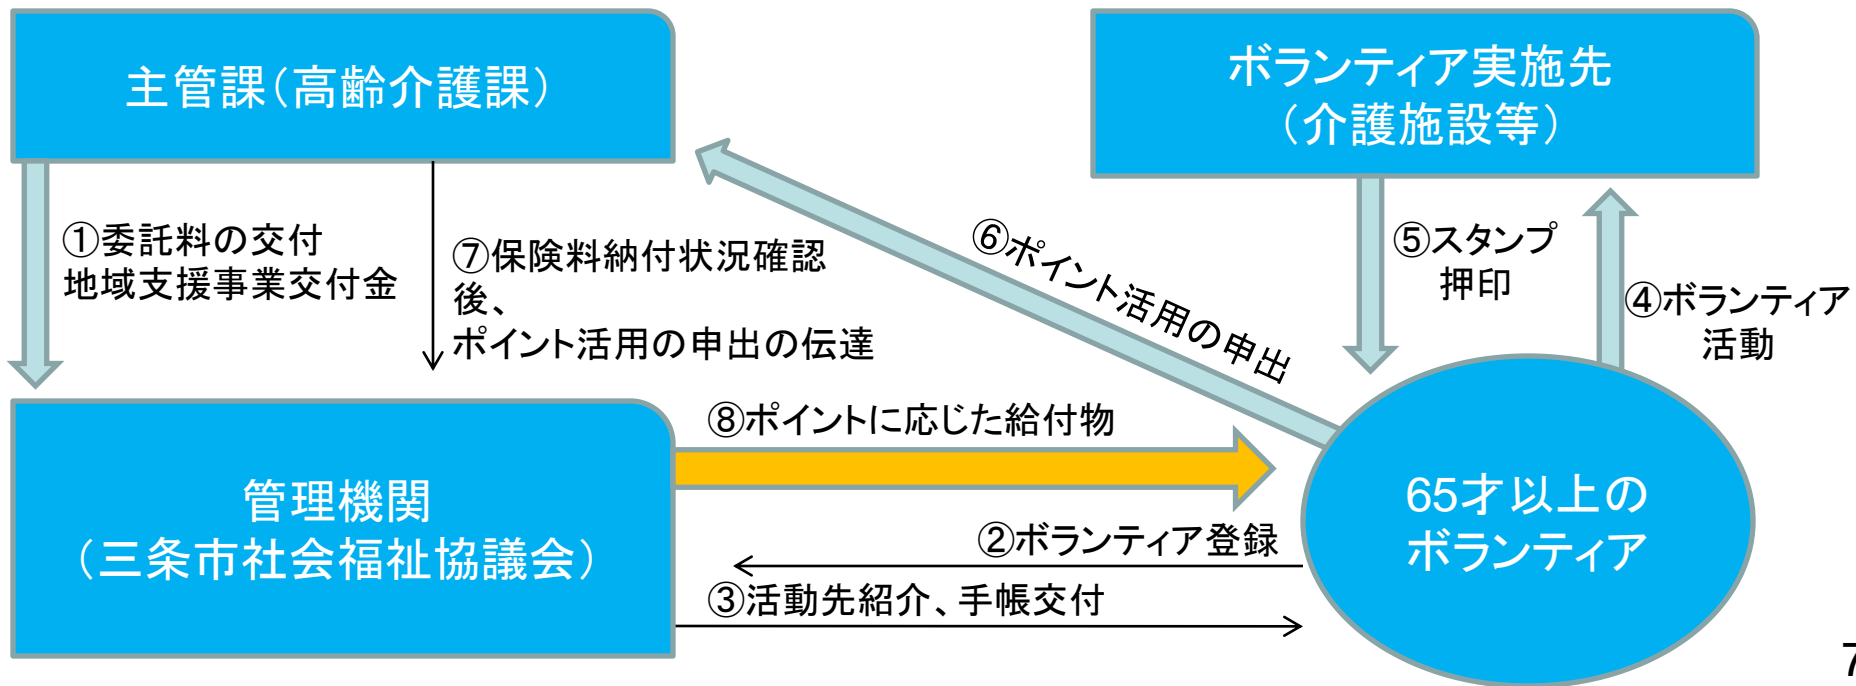 主管課（高齢介護課）
ボランティア実施先
（介護施設等）
①委託料の交付
地域支援事業交付金
⑦保険料納付状況確認
後、
ポイント活用の申出の伝達
⑥ポイント活用の申出
⑤スタンプ
押印
④ボランティア
活動
⑧ポイントに応じた給付物
管理機関
（三条市社会福祉協議会）
65才以上の
ボランティア
②ボランティア登録
③活動先紹介、手帳交付
7